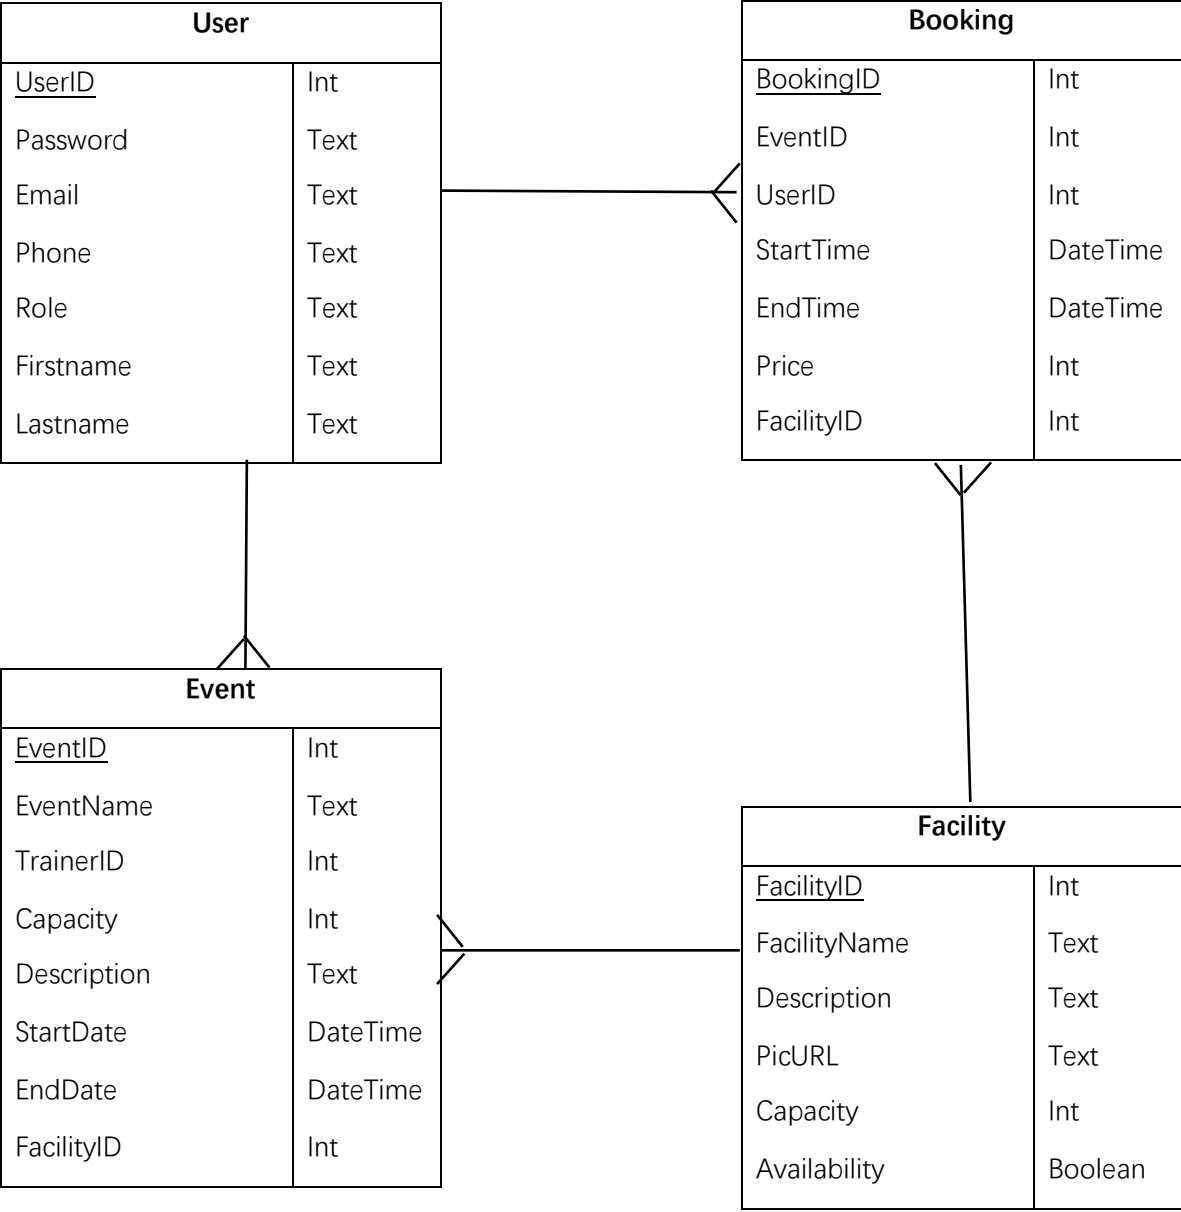 User
UserID Int
Password Text
Email Text
Phone Text
Role Text
Firstname Text
Lastname Text
Booking
BookingID Int
EventID Int
UserID Int
StartTime DateTime
EndTime DateTime
Price Int
FacilityID Int
Event
EventID Int
EventName Text
TrainerID Int
Capacity Int
Description Text
StartDate DateTime
EndDate DateTime
FacilityID Int
Facility
FacilityID Int
FacilityName Text
Description Text
PicURL Text
Capacity Int
Availability Boolean